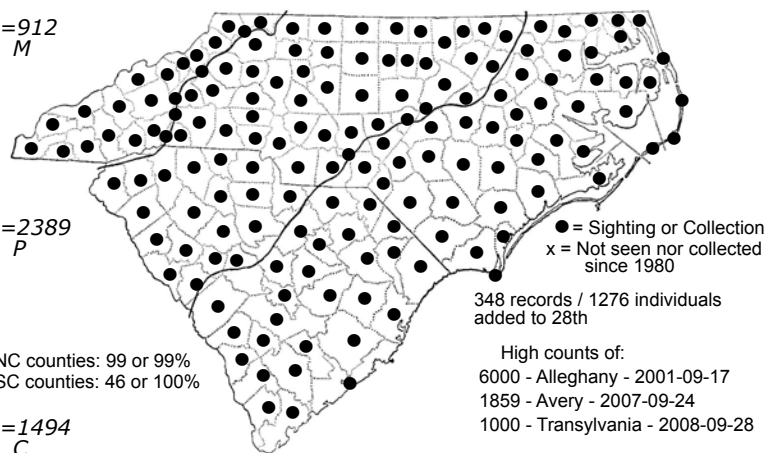 =912
M
=2389
P
● = Sighting or Collection
x = Not seen nor collected
since 1980
348 records / 1276 individuals
added to 28th
NC counties: 99 or 99%
SC counties: 46 or 100%
High counts of:
6000 - Alleghany - 2001-09-17
1859 - Avery - 2007-09-24
1000 - Transylvania - 2008-09-28
=1494
C